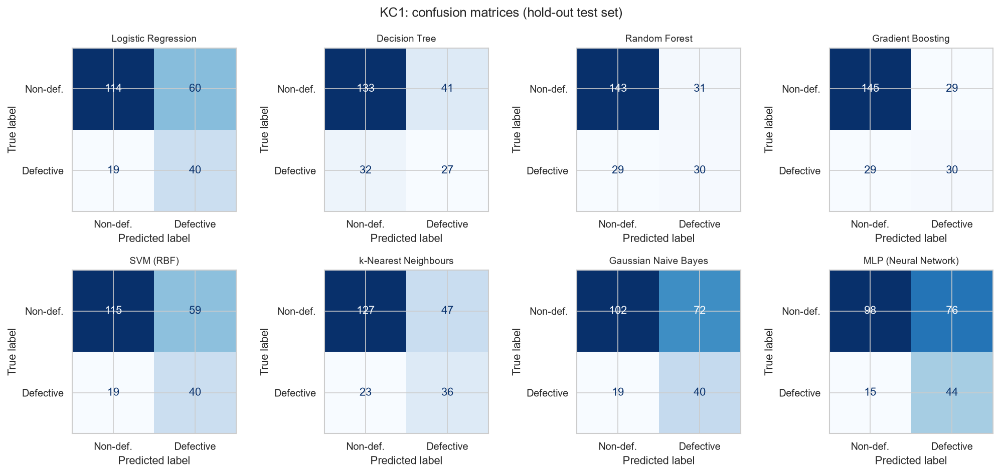 KC1: confusion matrices (hold-out test set)
Logistic Regression
True label
Non-def.
114
60
Defective
19
40
Non-def.
Defective
Predicted label
Decision Tree
True label
Non-def.
133
41
Defective
32
27
Non-def.
Defective
Predicted label
Random Forest
True label
Non-def.
143
31
Defective
29
30
Non-def.
Defective
Predicted label
Gradient Boosting
True label
Non-def.
145
29
Defective
29
30
Non-def.
Defective
Predicted label
SVM (RBF)
True label
Non-def.
115
59
Defective
19
40
Non-def.
Defective
Predicted label
k-Nearest Neighbours
True label
Non-def.
127
47
Defective
23
36
Non-def.
Defective
Predicted label
Gaussian Naive Bayes
True label
Non-def.
102
72
Defective
19
40
Non-def.
Defective
Predicted label
MLP (Neural Network)
True label
Non-def.
98
76
Defective
15
44
Non-def.
Defective
Predicted label